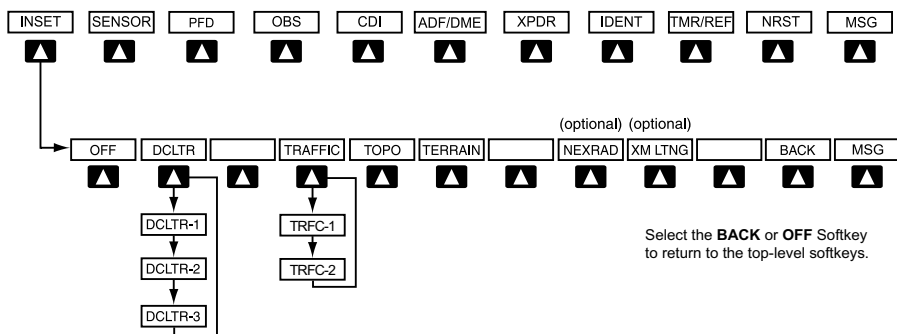 INSET SENSOR PFD OBS CDI ADF/DME XPDR IDENT TMR/REF NRST MSG
(optional) (optional)
OFF DCLTR TRAFFIC TOPO TERRAIN NEXRAD XM LTNG BACK MSG
DCLTR-1 TRFC-1
DCLTR-2 TRFC-2
DCLTR-3
Select the BACK or OFF Softkey
to return to the top-level softkeys.